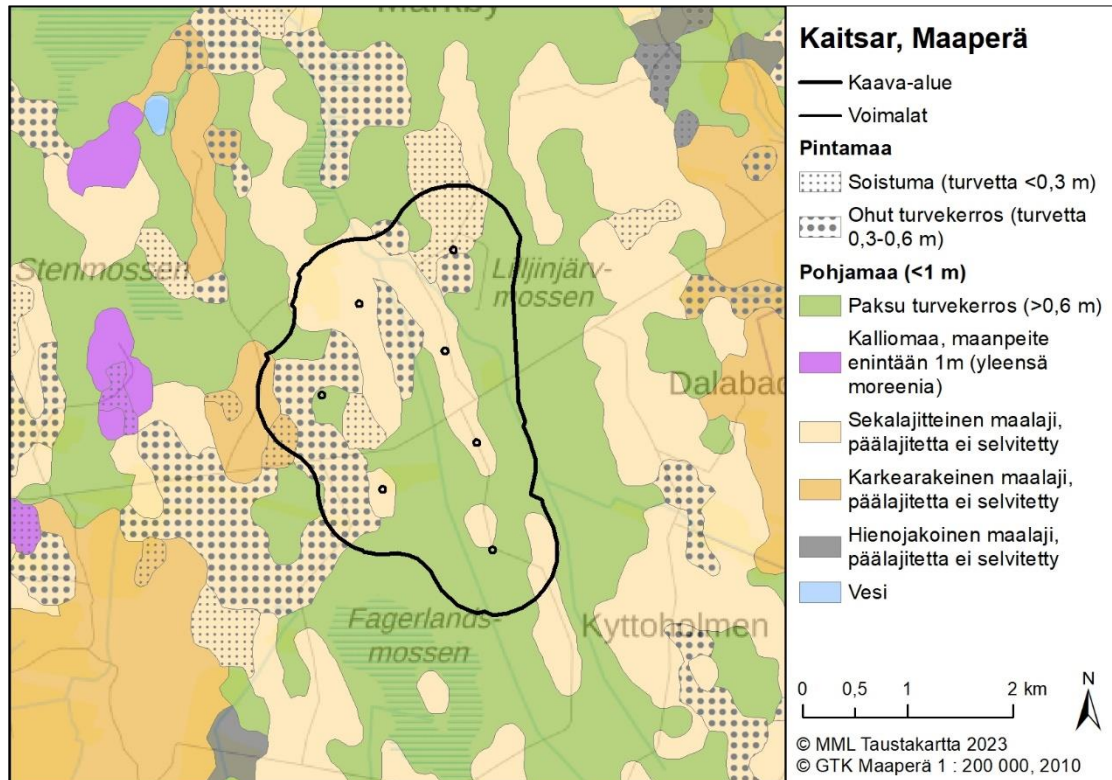 Markby
Stenmossen
Lilljinjärv-
mossen
Dalabac
Fagerlands-
mossen
Kyttoholmen
Kaitsar, Maaperä
Kaava-alue
Voimalat
Pintamaa
Soistuma (turvetta <0,3 m)
Ohut turvekerros (turvetta
0,3-0,6 m)
Pohjamaa (<1 m)
Paksu turvekerros (>0,6 m)
Kalliomaa, maanpeite
enintään 1m (yleensä
moreenia)
Sekalajitteinen maalaji,
päälajitetta ei selvitetty
Karkearakeinen maalaji,
päälajitetta ei selvitetty
Hienojakoinen maalaji,
päälajitetta ei selvitetty
Vesi
0 0,5 1 2 km
N
© MML Taustakartta 2023
© GTK Maaperä 1 : 200 000, 2010